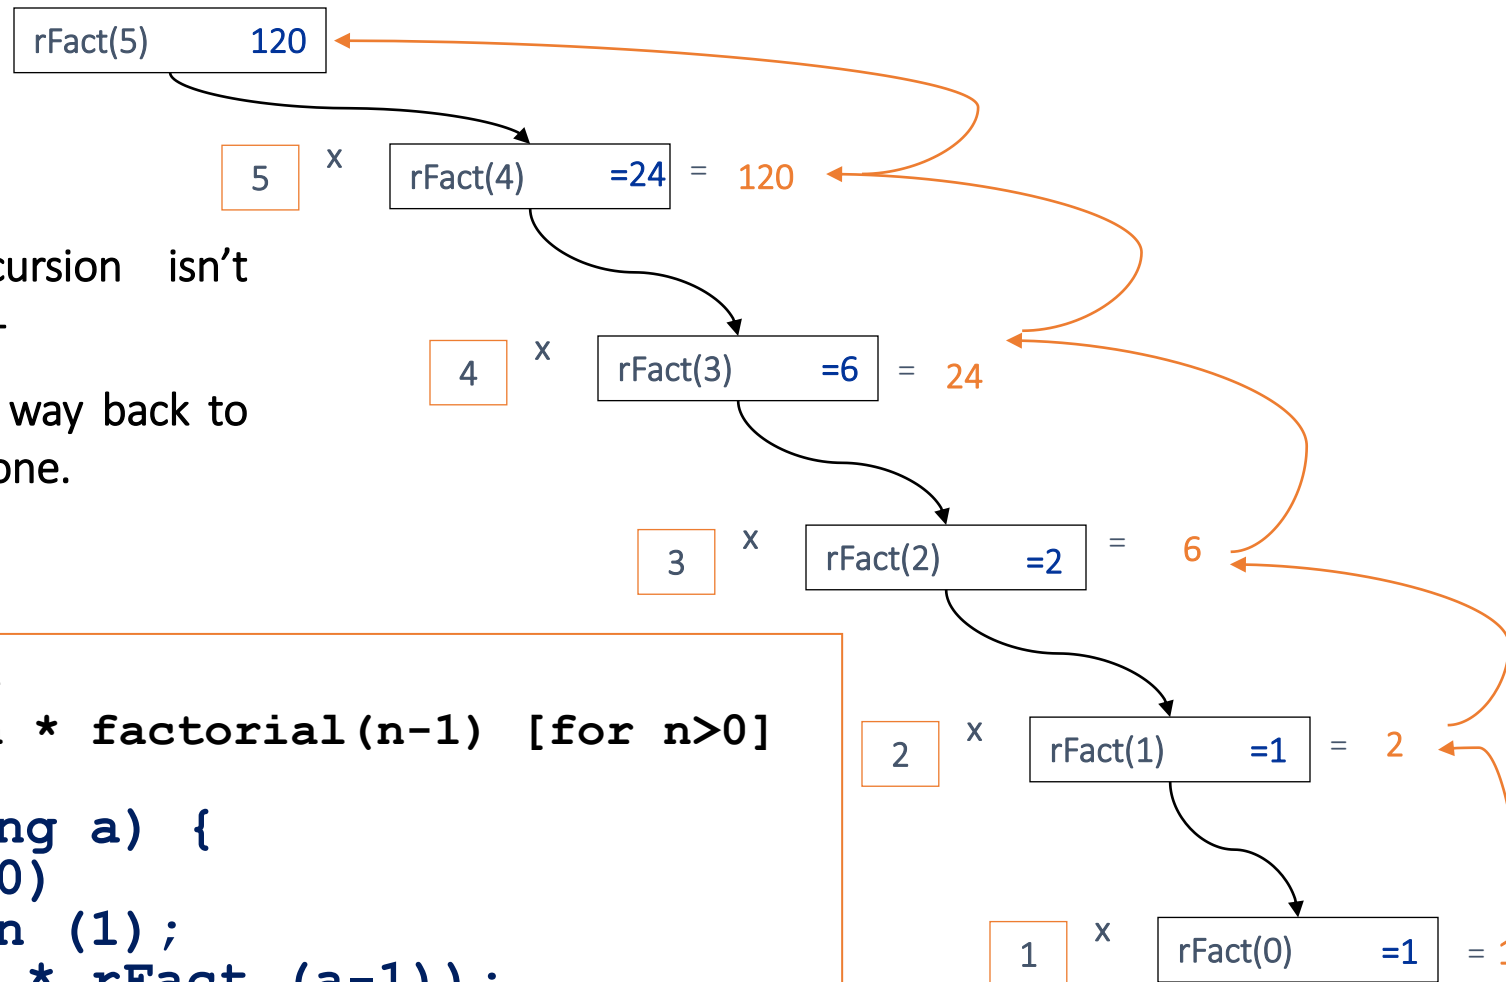 rFact(5) 120
5 x rFact(4) =24 = 120
cursion isn't
4 x rFact(3) =6 = 24
way back to
one.
3 x rFact(2) =2 = 6
* factorial(n-1) [for n>0]
2 x rFact(1) =1 = 2
ng a) {
0)
n (1);
1 x rFact(0) =1 =
* rFact (a-1));